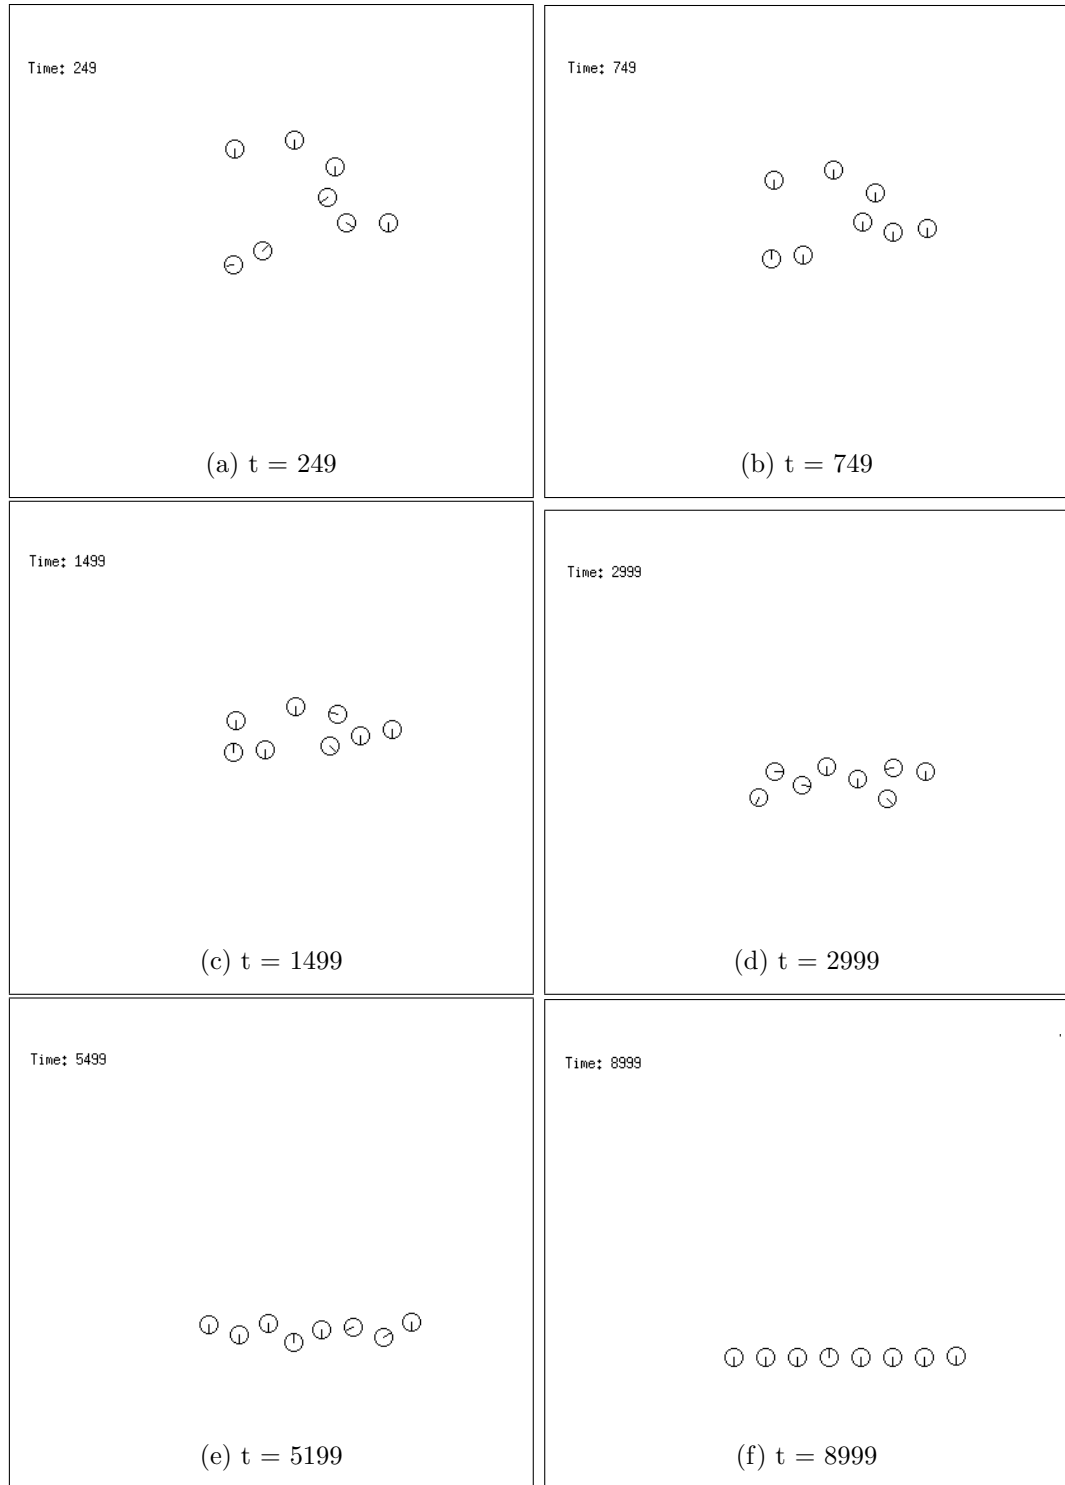 Time: 249
(a) t = 249
Time: 749
(b) t = 749
Time: 1499
(c) t = 1499
Time: 2999
(d) t = 2999
Time: 5499
(e) t = 5199
Time: 8999
(f) t = 8999